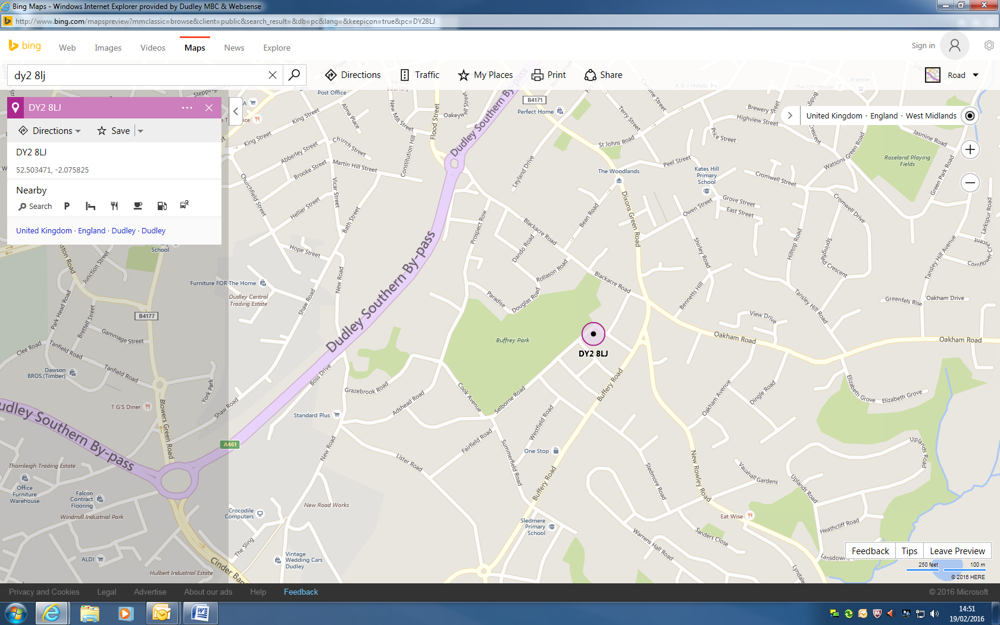 Bing Maps - Windows Internet Explorer provided by Dudley MBC & Websense
http://www.bing.com/mapspreview?mmclassic=browse&client=public&search_result=&db=pc&lang=&keepicon=true&pc=DY28LJ
bing
Web
Images
Videos
Maps
News
Explore
Sign in
dy2 8lj
Directions
Traffic
My Places
Print
Share
Road
DY2 8LJ
Directions
Save
DY2 8LJ
52.503471, -2.075825
Nearby
Search
United Kingdom · England · Dudley · Dudley
United Kingdom · England · West Midlands
Post Office
A & J Hotels
The IVY House
Premier
B4171
Perfect Home
Oakeywell Street
Flood Street
New Mill Street
Alma Place
King Street
King Street
Church Street
Abberley Street
Brooke Street
Martin Hill Street
Constitution Hill
Vicar Street
Churchfield Street
Hellier Street
Bath Street
Hope Street
New Road
Shaw Road
Dudley Southern By-pass
Dudley Southern By-pass
Dudley Southern By-pass
Terry Street
St Johns Road
Leyland Drive
Peel Street
Price Street
Brewery Street
Highview Street
Watsons Green Road
Jasmine Road
Roseland Playing
Fields
Green Park Road
The Woodlands
Kates Hill
Primary
School
Cromwell Street
Cromwell Drive
Larkspur Road
Grove Street
East Street
Owen Street
Dixons Green Road
Bean Road
Prospect Row
Blackacre Road
Blackacre Road
Dando Road
Rollason Road
Douglas Road
Paradise
Shirley Road
Hilltop Road
Springfield Crescent
Tansley Hill Avenue
Cornflower Crescent
Tansley Hill Road
Bennetts Hill
Greenfels Rise
Oakham Drive
View Drive
Oakham Road
Oakham Road
School
Junction Street
Furniture FOR The Home
Dudley Central
Trading Estate
B4177
Park Head Road
Brettell Street
Gammage Street
Clee Road
Tanfield Road
Tanfield Road
Dawson
BROS.(Timber)
York Park
Shaw Road
T G'S Diner
Blowers Green Road
Buffrey Park
DY2 8LJ
Boss Drive
Grazebrook Road
Adshead Road
Cook Avenue
Selborne Road
Buffery Road
Buffery Road
Westfield Road
Standard Plus
Fairfield Road
Summerfield Road
One Stop
Lister Road
New Road
A461
Oakham Avenue
Dingle Road
Elizabeth Grove
Elizabeth Grove
Uplands Road
Uplands Road
Vauxhall Gardens
New Rowley Road
Sledmore Road
Thornleigh Trading Estate
Office
Furniture
Warehouse
Falcon
Contract
Flooring
Windmill Industrial Park
New Road Works
Crocodile
Computers
Sledmere
Primary
School
Eat Wise
Sanders Close
Heathcliff Road
Warrens Hall Road
The Sling
ALDI
Hulbert Industrial Estate
Cinder Ban
Vintage
Wedding Cars
Dudley
Feedback
Tips
Leave Preview
250 feet
100 m
© 2016 HERE
Privacy and Cookies
Legal
Advertise
About our ads
Help
Feedback
© 2016 Microsoft
14:51
19/02/2016